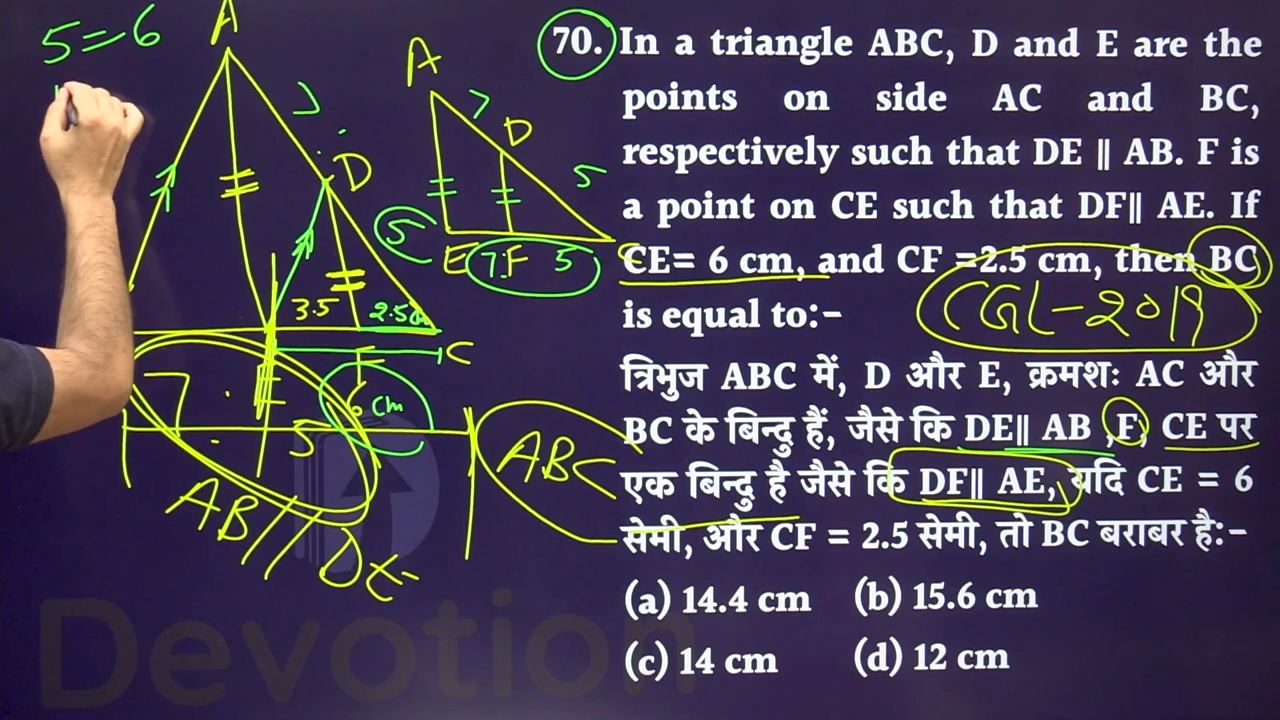 5=6
A
7
D
3.5
2.5
F
C
6 cm
E
7
5
AB//DE
A
7
D
5
5
E
7
F
5
C
ABC
70. In a triangle ABC, D and E are the
points on side AC and BC,
respectively such that DE || AB. F is
a point on CE such that DF|| AE. If
CE= 6 cm, and CF =2.5 cm, then BC
is equal to:-
CGL-2019
त्रिभुज ABC में, D और E, क्रमशः AC और
BC के बिन्दु हैं, जैसे कि DE|| AB ,F, CE पर
एक बिन्दु है जैसे कि DF|| AE, यदि CE = 6
सेमी, और CF = 2.5 सेमी, तो BC बराबर है:-
(a) 14.4 cm (b) 15.6 cm
(c) 14 cm (d) 12 cm
Devotion